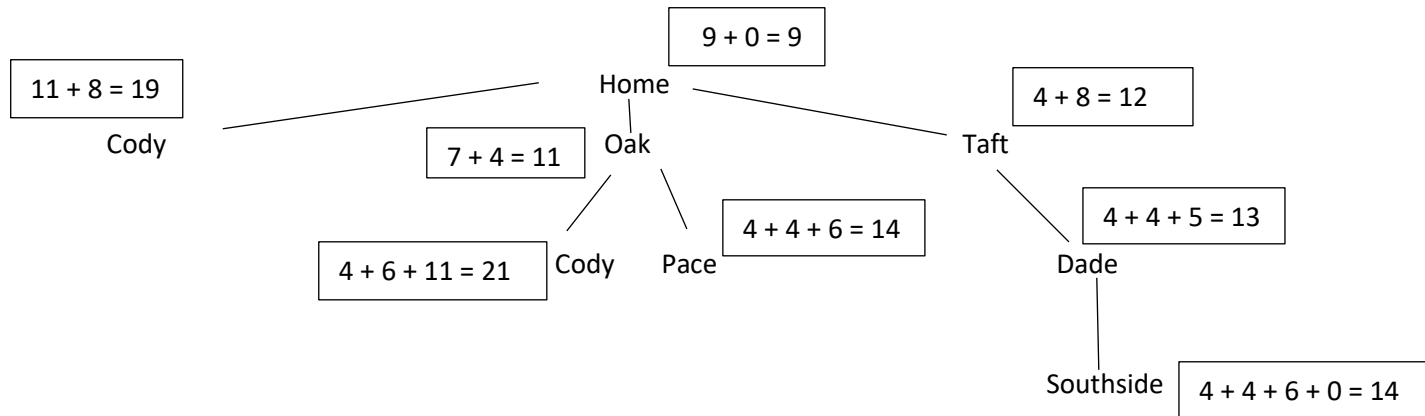 9 + 0 = 9
11 + 8 = 19
Home
4 + 8 = 12
Cody
7 + 4 = 11
Oak
Taft
4 + 4 + 6 = 14
4 + 4 + 5 = 13
4 + 6 + 11 = 21
Cody
Pace
Dade
Southside
4 + 4 + 6 + 0 = 14